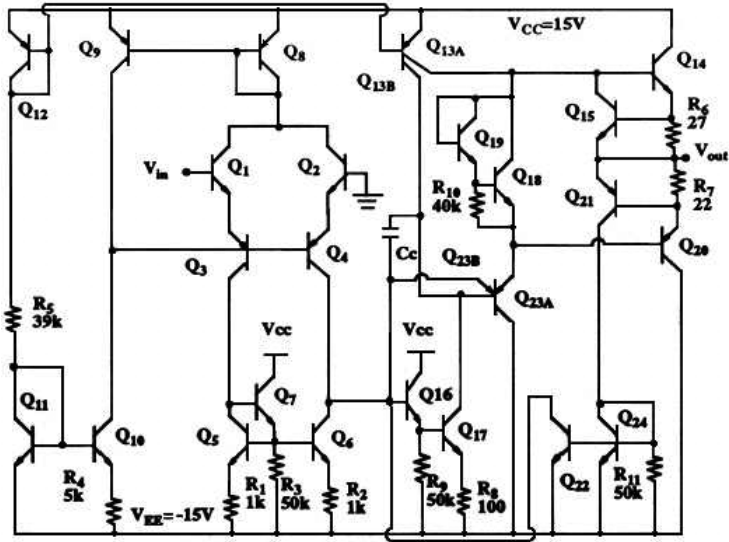 V_CC=15V
Q9
Q8
Q13A
Q14
Q12
Q13B
Q15
R6
27
Q19
Vin
Q1
Q2
Q18
Vout
R10
40k
Q21
R7
22
Cc
Q23B
Q20
Q3
Q4
Q23A
R5
39k
Vcc
Vcc
Q11
Q7
Q16
Q10
Q5
Q6
Q17
Q24
R4
5k
R1
1k
R3
50k
R2
1k
R9
50k
R8
100
Q22
R11
50k
V_EE=-15V